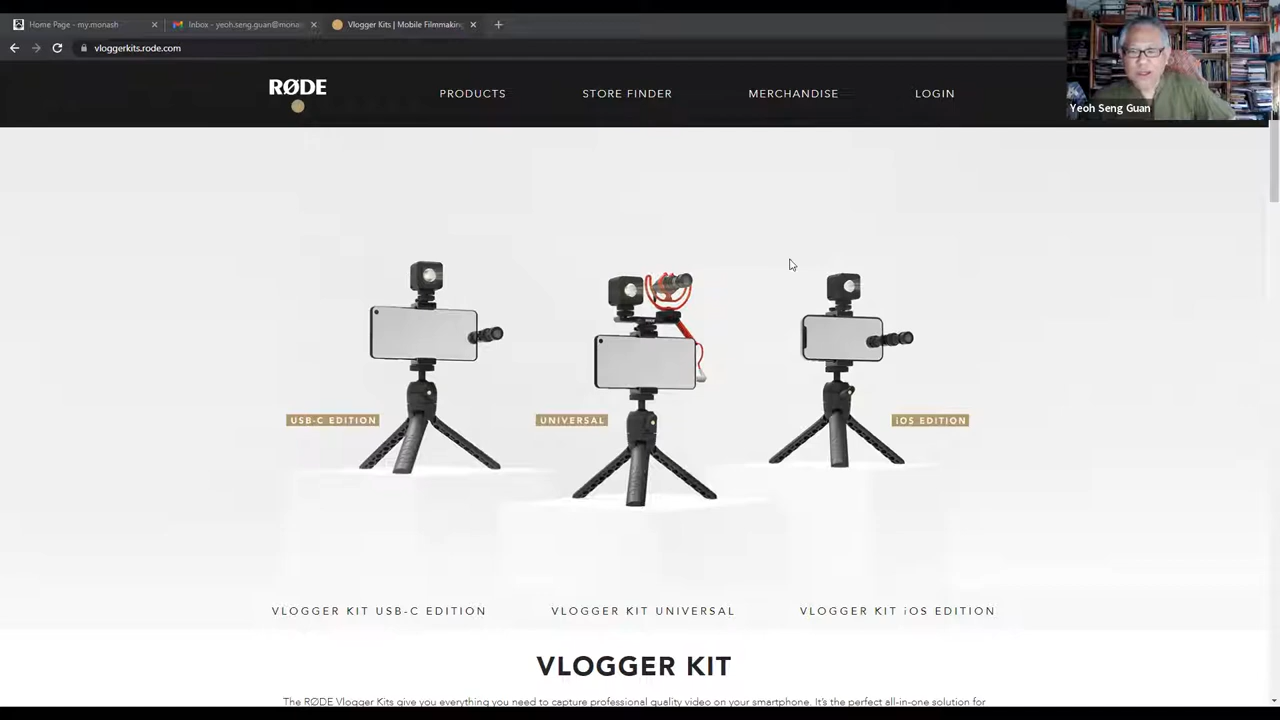 Home Page - my.monash
Inbox - yeoh.seng.guan@mona
Vlogger Kits | Mobile Filmmaking
vloggerkits.rode.com
RØDE
PRODUCTS
STORE FINDER
MERCHANDISE
LOGIN
Yeoh Seng Guan
USB-C EDITION
UNIVERSAL
iOS EDITION
VLOGGER KIT USB-C EDITION
VLOGGER KIT UNIVERSAL
VLOGGER KIT iOS EDITION
VLOGGER KIT
The RØDE Vlogger Kits give you everything you need to capture professional quality video on your smartphone. It's the perfect all-in-one solution for